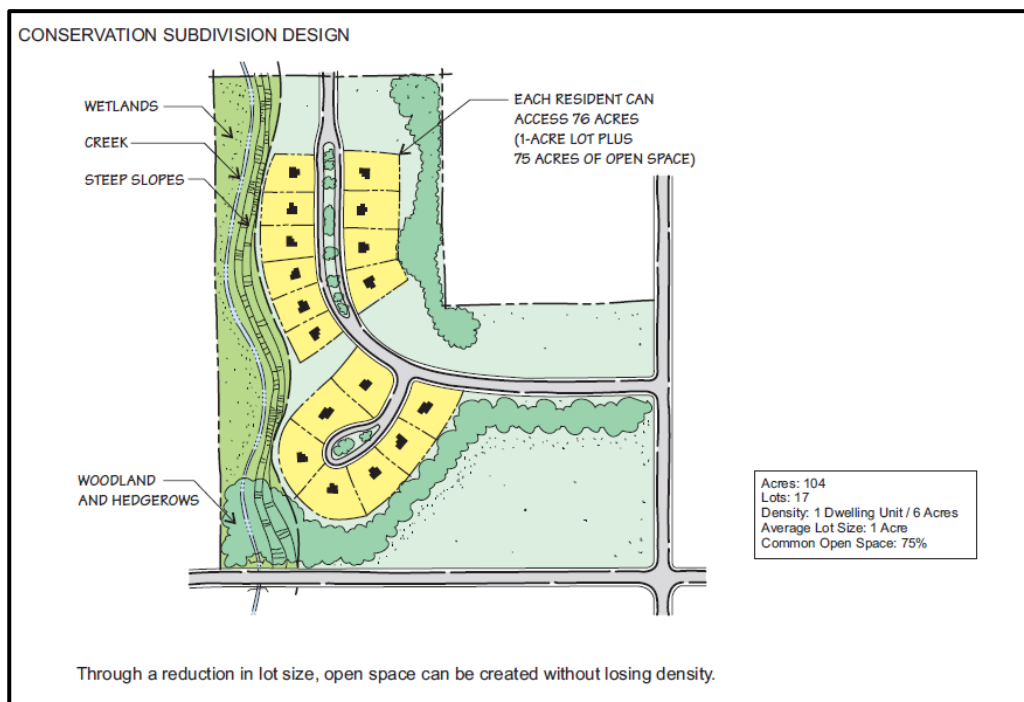 CONSERVATION SUBDIVISION DESIGN
WETLANDS
CREEK
STEEP SLOPES
EACH RESIDENT CAN
ACCESS 76 ACRES
(1-ACRE LOT PLUS
75 ACRES OF OPEN SPACE)
WOODLAND
AND HEDGEROWS
Acres: 104
Lots: 17
Density: 1 Dwelling Unit / 6 Acres
Average Lot Size: 1 Acre
Common Open Space: 75%
Through a reduction in lot size, open space can be created without losing density.